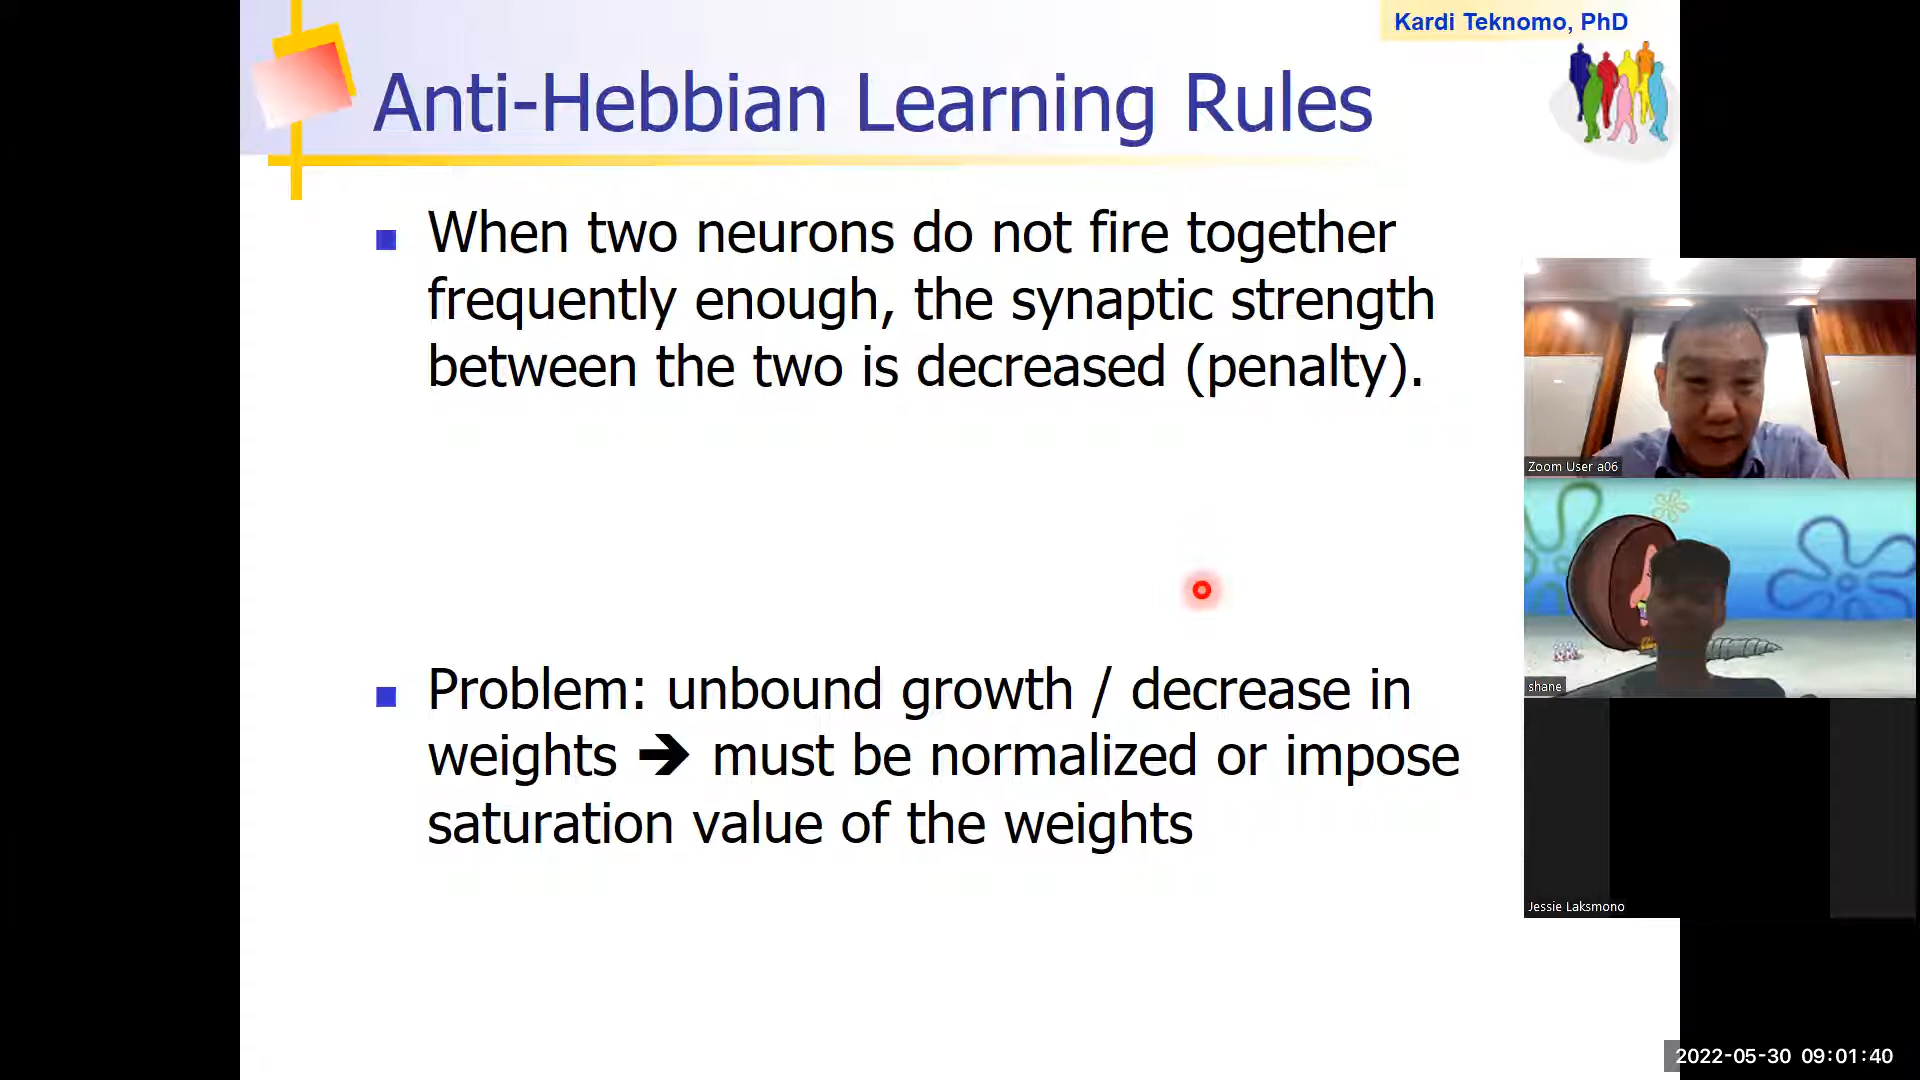 Kardi Teknomo, PhD
Anti-Hebbian Learning Rules
When two neurons do not fire together
frequently enough, the synaptic strength
between the two is decreased (penalty).
Problem: unbound growth / decrease in
weights ➔ must be normalized or impose
saturation value of the weights
Zoom User a06
shane
Jessie Laksmono
2022-05-30 09:01:40